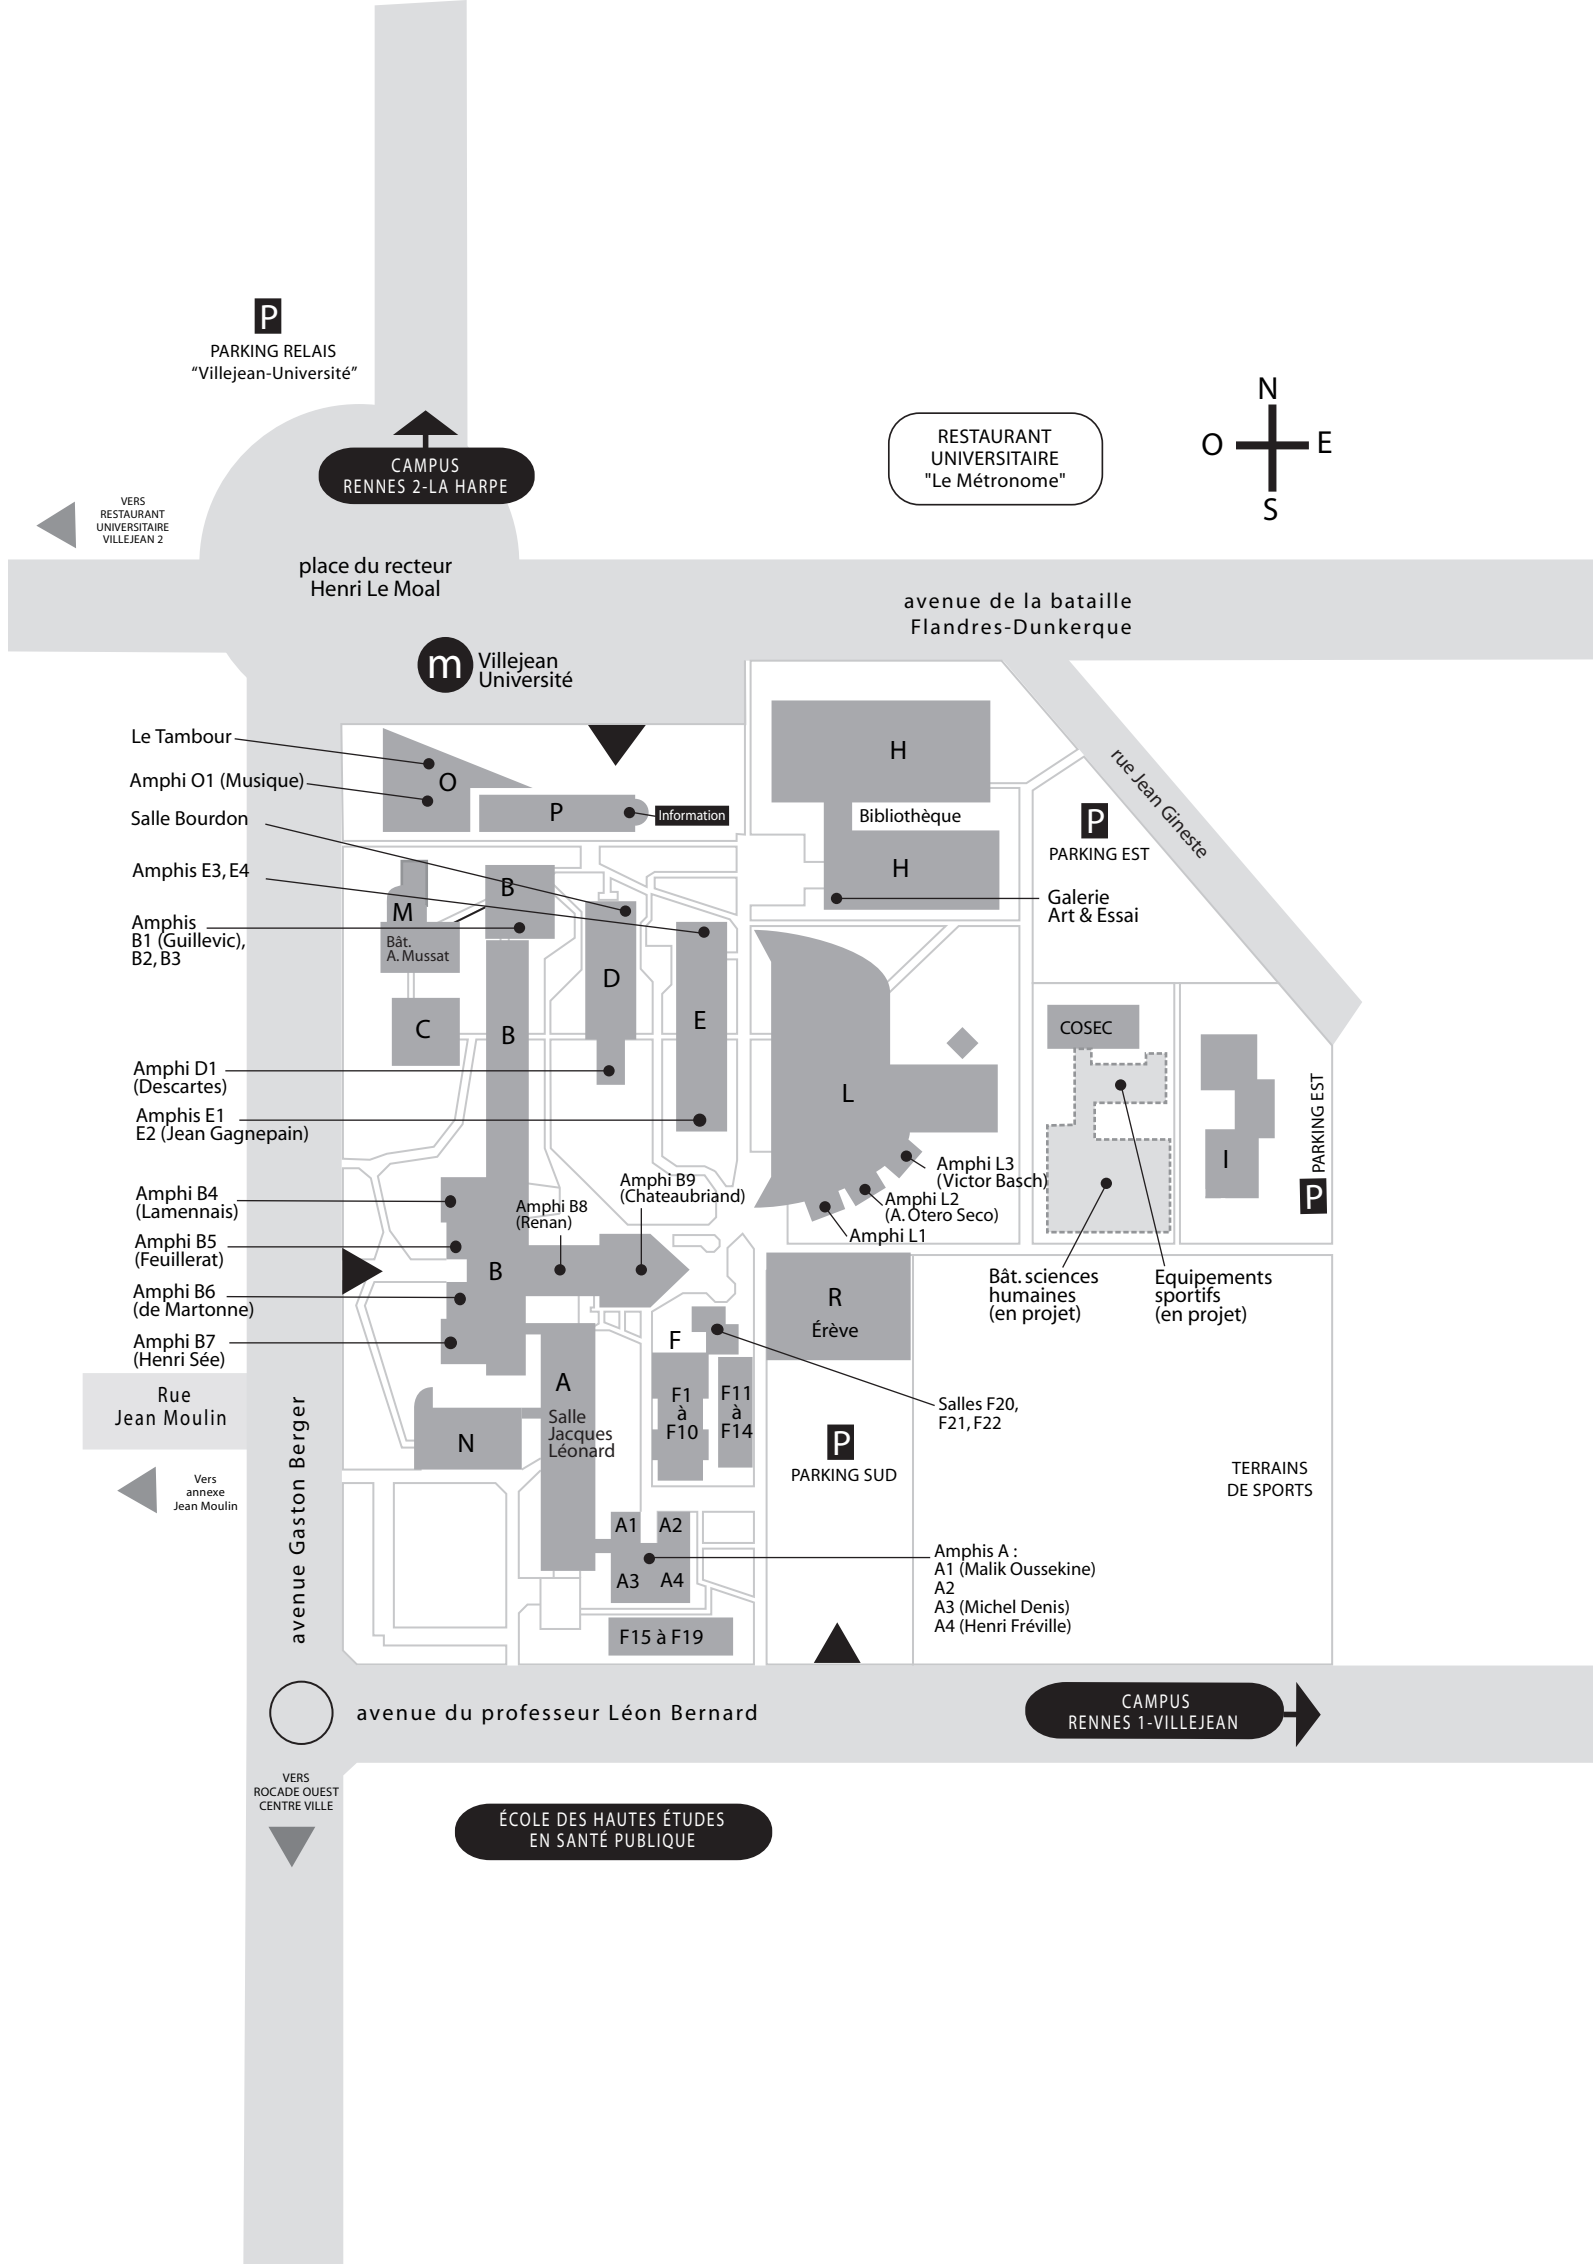 P
PARKING RELAIS
“Villejean-Université”
CAMPUS
RENNES 2-LA HARPE
VERS
RESTAURANT
UNIVERSITAIRE
VILLEJEAN 2
RESTAURANT
UNIVERSITAIRE
"Le Métronome"
N
O
E
S
place du recteur
Henri Le Moal
avenue de la bataille
Flandres-Dunkerque
m
Villejean
Université
rue Jean Gineste
Le Tambour
Amphi O1 (Musique)
Salle Bourdon
Amphis E3, E4
Amphis
B1 (Guillevic),
B2, B3
O
P
Information
H
Bibliothèque
H
P
PARKING EST
Galerie
Art & Essai
B
M
Bât.
A. Mussat
D
C
B
E
COSEC
L
I
PARKING EST
P
Amphi D1
(Descartes)
Amphis E1
E2 (Jean Gagnepain)
Amphi B4
(Lamennais)
Amphi B5
(Feuillerat)
Amphi B6
(de Martonne)
Amphi B7
(Henri Sée)
Amphi B8
(Renan)
Amphi B9
(Chateaubriand)
Amphi L3
(Victor Basch)
Amphi L2
(A. Otero Seco)
Amphi L1
B
R
Érève
Bât. sciences
humaines
(en projet)
Equipements
sportifs
(en projet)
F
A
Salle
Jacques
Léonard
F1
à
F10
F11
à
F14
Salles F20,
F21, F22
Rue
Jean Moulin
N
P
PARKING SUD
TERRAINS
DE SPORTS
Vers
annexe
Jean Moulin
avenue Gaston Berger
A1
A2
A3
A4
Amphis A :
A1 (Malik Oussekine)
A2
A3 (Michel Denis)
A4 (Henri Fréville)
F15 à F19
avenue du professeur Léon Bernard
CAMPUS
RENNES 1-VILLEJEAN
VERS
ROCADE OUEST
CENTRE VILLE
ÉCOLE DES HAUTES ÉTUDES
EN SANTÉ PUBLIQUE